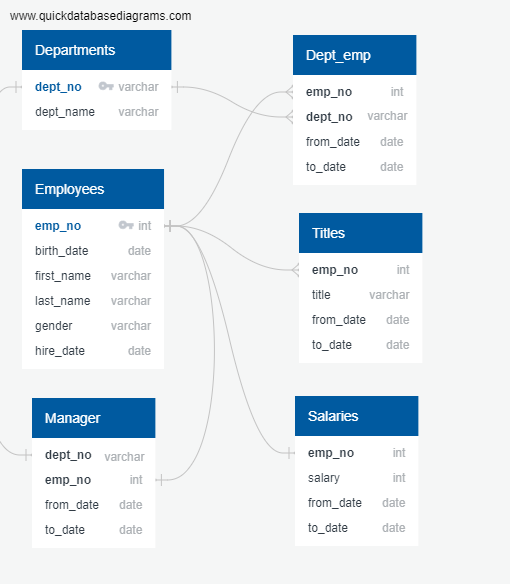 www.quickdatabasediagrams.com
Departments
dept_no varchar
dept_name varchar
Dept_emp
emp_no int
dept_no varchar
from_date date
to_date date
Employees
emp_no int
birth_date date
first_name varchar
last_name varchar
gender varchar
hire_date date
Titles
emp_no int
title varchar
from_date date
to_date date
Manager
dept_no varchar
emp_no int
from_date date
to_date date
Salaries
emp_no int
salary int
from_date date
to_date date